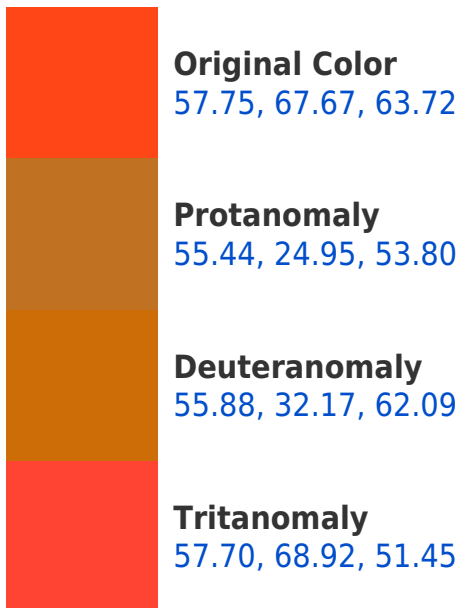 Original Color
57.75, 67.67, 63.72
Protanomaly
55.44, 24.95, 53.80
Deuteranomaly
55.88, 32.17, 62.09
Tritanomaly
57.70, 68.92, 51.45